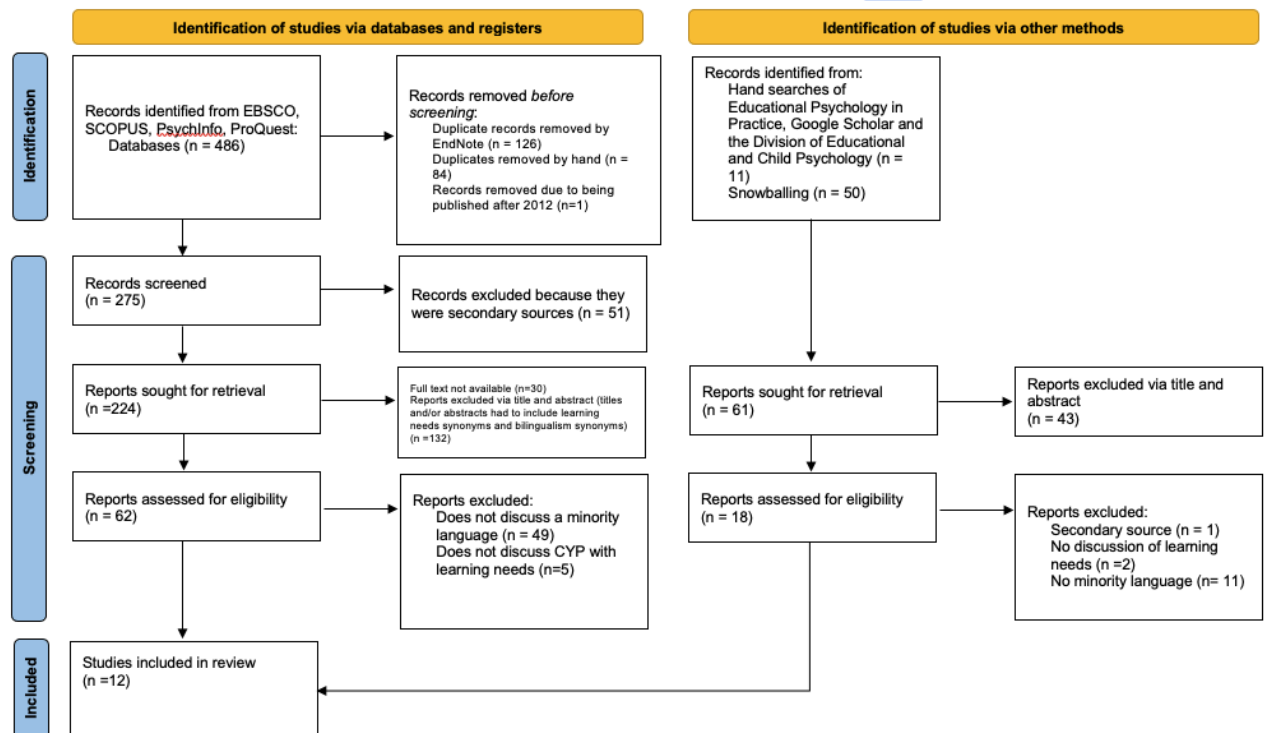 Identification of studies via databases and registers
Identification of studies via other methods
Identification
Records identified from EBSCO,
SCOPUS, PsychInfo, ProQuest:
Databases (n = 486)
Records removed before
screening:
Duplicate records removed by
EndNote (n = 126)
Duplicates removed by hand (n =
84)
Records removed due to being
published after 2012 (n=1)
Records identified from:
Hand searches of
Educational Psychology in
Practice, Google Scholar and
the Division of Educational
and Child Psychology (n =
11)
Snowballing (n = 50)
Screening
Records screened
(n = 275)
Records excluded because they
were secondary sources (n = 51)
Reports sought for retrieval
(n =224)
Full text not available (n=30)
Reports excluded via title and abstract (titles
and/or abstracts had to include learning
needs synonyms and bilingualism synonyms)
(n =132)
Reports sought for retrieval
(n = 61)
Reports excluded via title and
abstract
(n = 43)
Reports assessed for eligibility
(n = 62)
Reports excluded:
Does not discuss a minority
language (n = 49)
Does not discuss CYP with
learning needs (n=5)
Reports assessed for eligibility
(n = 18)
Reports excluded:
Secondary source (n = 1)
No discussion of learning
needs (n =2)
No minority language (n= 11)
Included
Studies included in review
(n =12)